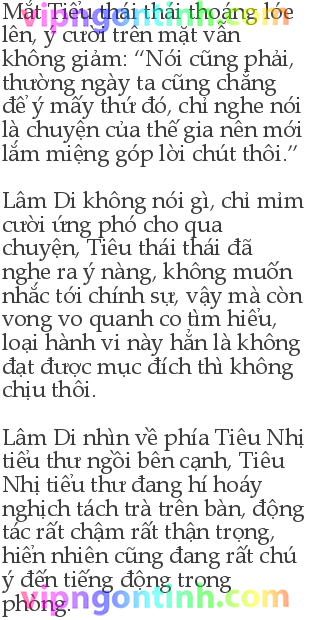 Mắt Tiểu thái thái thoáng lóe
lên, ý cười trên mặt vẫn
không giảm: “Nói cũng phải,
thường ngày ta cũng chẳng
để ý mấy thứ đó, chỉ nghe nói
là chuyện của thế gia nên mới
lắm miệng góp lời chút thôi.”

Lâm Di không nói gì, chỉ mỉm
cười ứng phó cho qua
chuyện, Tiêu thái thái đã
nghe ra ý nàng, không muốn
nhắc tới chính sự, vậy mà còn
vong vo quanh co tìm hiểu,
loại hành vi này hẳn là không
đạt được mục đích thì không
chịu thôi.

Lâm Di nhìn về phía Tiêu Nhị
tiểu thư ngồi bên cạnh, Tiêu
Nhị tiểu thư đang hí hoáy
nghịch tách trà trên bàn, động
tác rất chậm rất thận trọng,
hiển nhiên cũng đang rất chú
ý đến tiếng động trong
phòng.
vipngontinh.com
vipngontinh.com